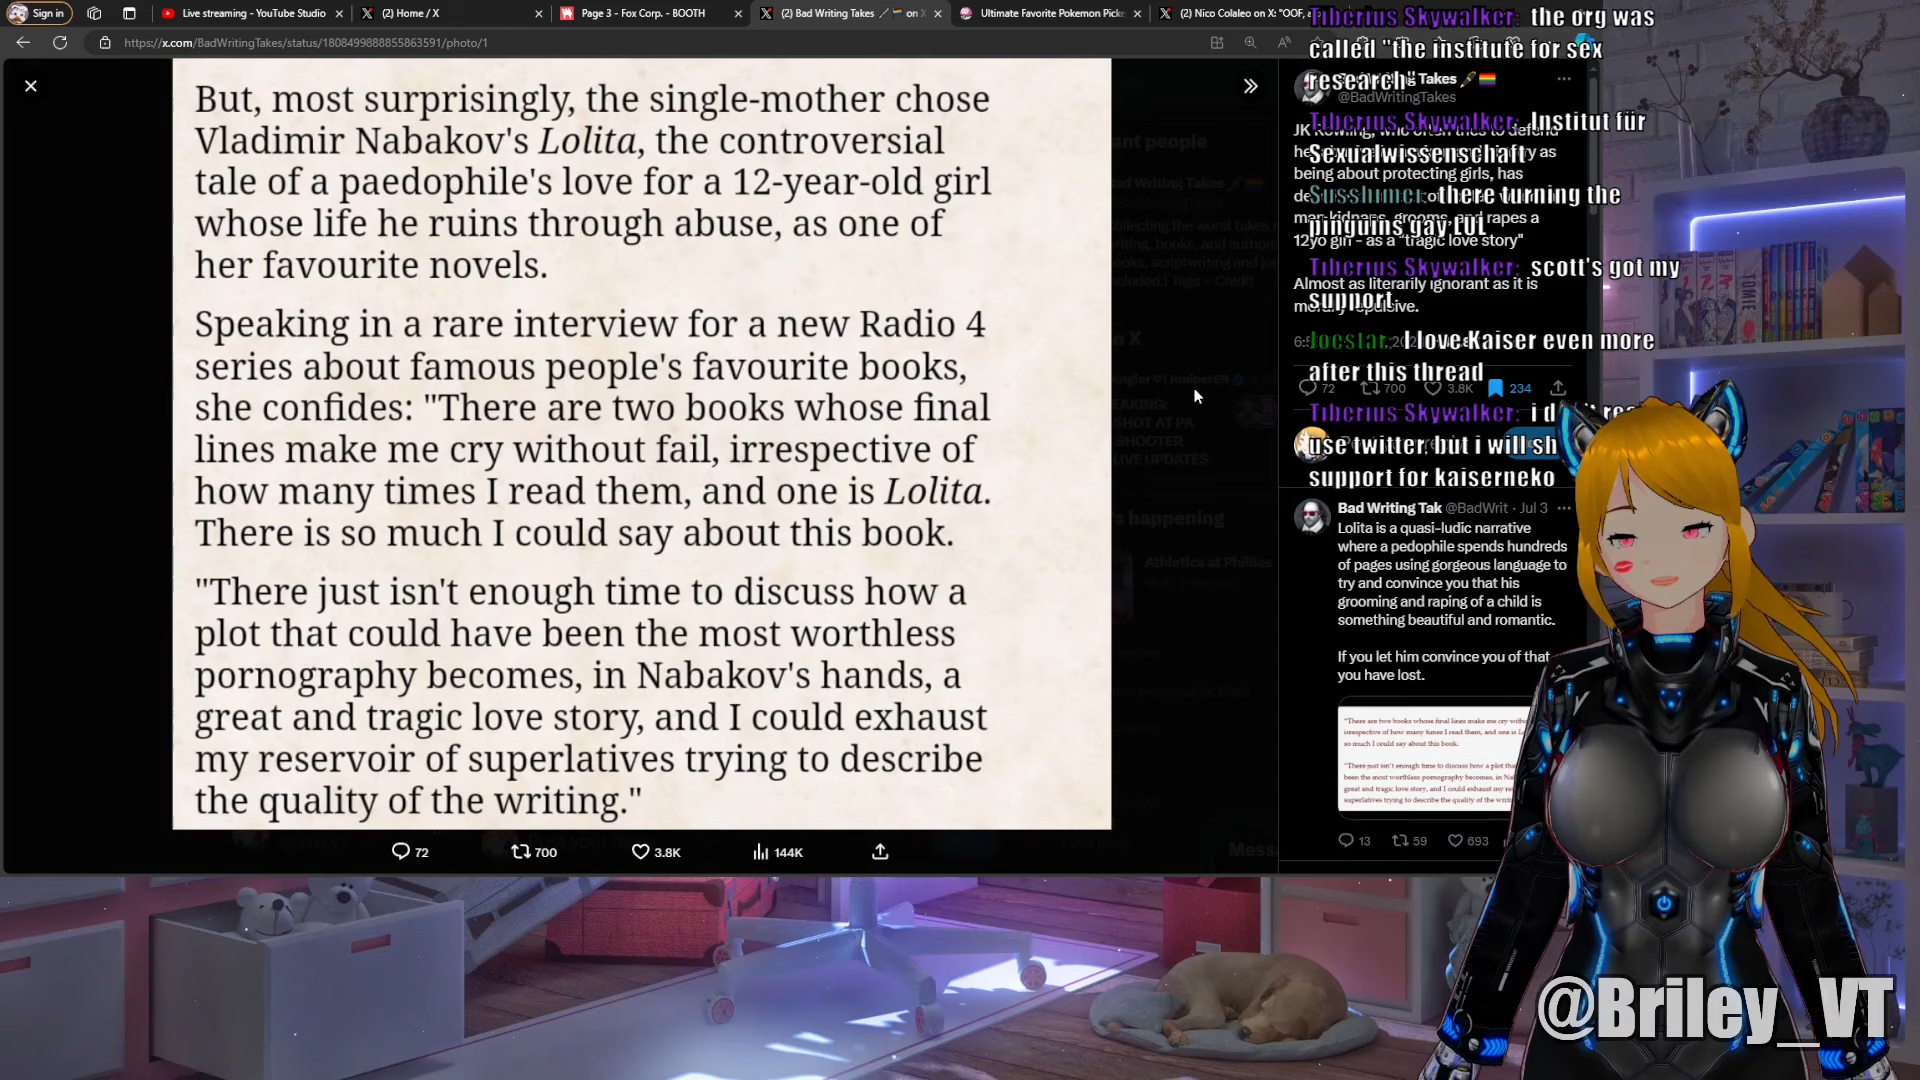 Sign in
Live streaming - YouTube Studio
(2) Home / X
Page 3 - Fox Corp. - BOOTH
(2) Bad Writing Takes
Ultimate Favorite Pokemon Picke
(2) Nico Colaleo on X: "OOF,
https://x.com/BadWritingTakes/status/1808499888855863591/photo/1
But, most surprisingly, the single-mother chose
Vladimir Nabakov's Lolita, the controversial
tale of a paedophile's love for a 12-year-old girl
whose life he ruins through abuse, as one of
her favourite novels.
Speaking in a rare interview for a new Radio 4
series about famous people's favourite books,
she confides: "There are two books whose final
lines make me cry without fail, irrespective of
how many times I read them, and one is Lolita.
There is so much I could say about this book.
"There just isn't enough time to discuss how a
plot that could have been the most worthless
pornography becomes, in Nabakov's hands, a
great and tragic love story, and I could exhaust
my reservoir of superlatives trying to describe
the quality of the writing."
72
700
3.8K
144K
Tiberius Skywalker: the org was
called "the institute for sex
research"
Tiberius Skywalker: Institut für
Sexualwissenschaft
Susshimer: there turning the
pinguins gay LOL
Tiberius Skywalker: scott's got my
support
Joestar: I love Kaiser even more
after this thread
Tiberius Skywalker:
use twitter, but i will sh
support for kaiserneko
Takes
@BadWritingTakes
being about protecting girls, has
man kidnaps, grooms, and rapes a
12yo girl - as a "tragic love story"
Almost as literarily ignorant as it is
72
700
3.8K
234
Bad Writing Tak @BadWrit · Jul 3
Lolita is a quasi-ludic narrative
where a pedophile spends hundreds
of pages using gorgeous language to
try and convince you that his
grooming and raping of a child is
something beautiful and romantic.
If you let him convince you of that
you have lost.
13
59
693
@Briley_VT